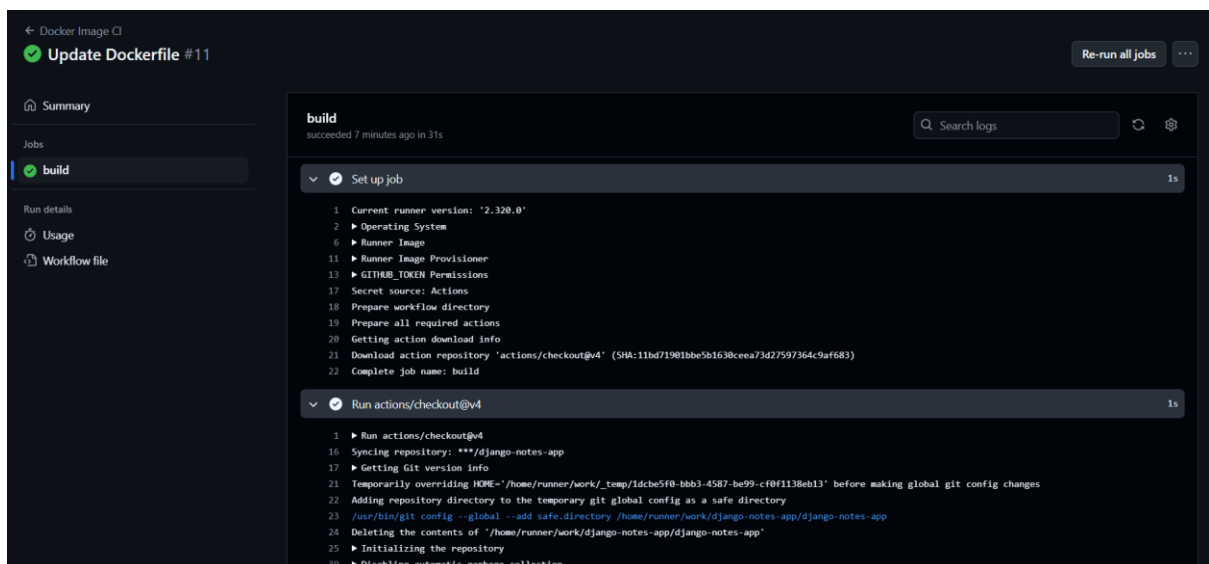 ← Docker Image CI
Update Dockerfile #11
Re-run all jobs
...
Summary
Jobs
build
Run details
Usage
Workflow file
build
succeeded 7 minutes ago in 31s
Search logs
Set up job 1s
1 Current runner version: '2.320.0'
2 ▶ Operating System
6 ▶ Runner Image
11 ▶ Runner Image Provisioner
13 ▶ GITHUB_TOKEN Permissions
17 Secret source: Actions
18 Prepare workflow directory
19 Prepare all required actions
20 Getting action download info
21 Download action repository 'actions/checkout@v4' (SHA:11bd71901bbe5b1630ceea73d27597364c9af683)
22 Complete job name: build
Run actions/checkout@v4 1s
1 ▶ Run actions/checkout@v4
16 Syncing repository: ***/django-notes-app
17 ▶ Getting Git version info
21 Temporarily overriding HOME='/home/runner/work/_temp/1dcbe5f0-bbb3-4587-be99-cf0f1138eb13' before making global git config changes
22 Adding repository directory to the temporary git global config as a safe directory
23 /usr/bin/git config --global --add safe.directory /home/runner/work/django-notes-app/django-notes-app
24 Deleting the contents of '/home/runner/work/django-notes-app/django-notes-app'
25 ▶ Initializing the repository
▶ Disabling automatic garbage collection